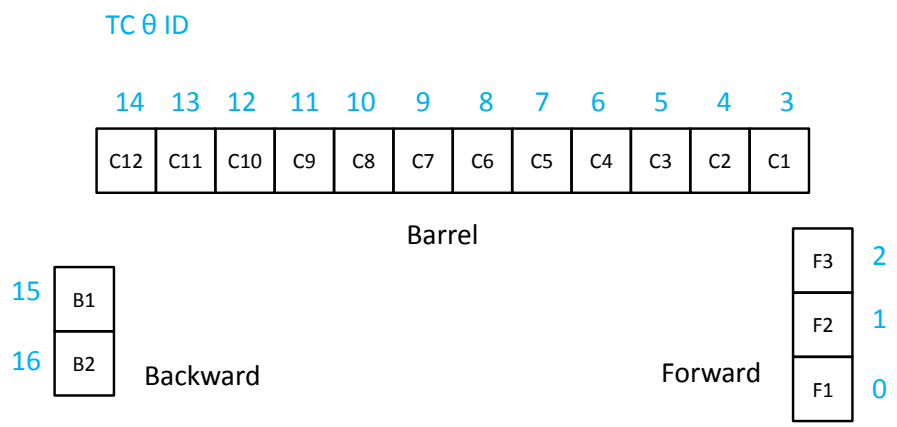 TC θ ID
14 13 12 11 10 9 8 7 6 5 4 3
C12 C11 C10 C9 C8 C7 C6 C5 C4 C3 C2 C1
Barrel
F3 2
15 B1
F2 1
16 B2
Backward
Forward
F1 0